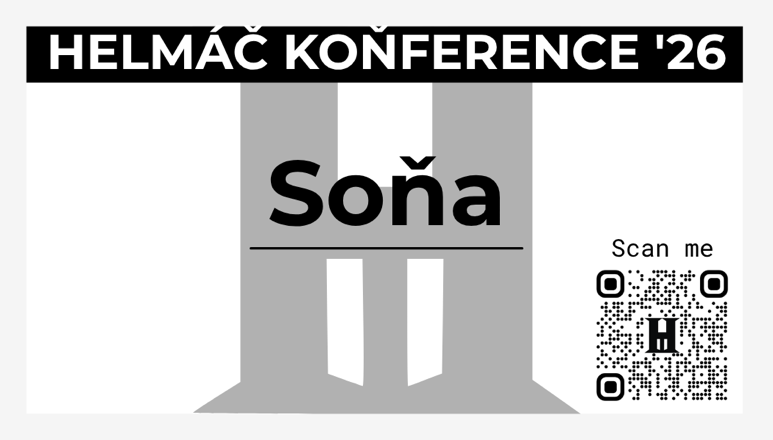 HELMÁČ KOŇFERENCE '26
Soňa
Scan me
H